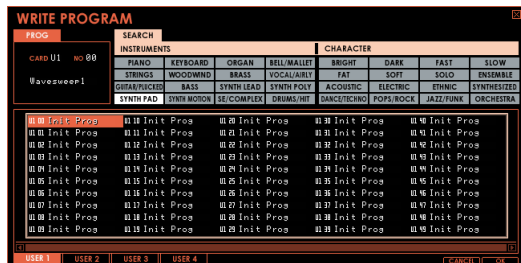 WRITE PROGRAM
PROG SEARCH
INSTRUMENTS CHARACTER
CARD U1 NO 00
PIANO KEYBOARD ORGAN BELL/MALLET BRIGHT DARK FAST SLOW
STRINGS WOODWIND BRASS VOCAL/AIRLY FAT SOFT SOLO ENSEMBLE
Wavesweep1
GUITAR/PLUCKED BASS SYNTH LEAD SYNTH POLY ACOUSTIC ELECTRIC ETHNIC SYNTHESIZED
SYNTH PAD SYNTH MOTION SE/COMPLEX DRUMS/HIT DANCE/TECHNO POPS/ROCK JAZZ/FUNK ORCHESTRA
U1 00 Init Prog U1 10 Init Prog U1 20 Init Prog U1 30 Init Prog U1 40 Init Prog
U1 01 Init Prog U1 11 Init Prog U1 21 Init Prog U1 31 Init Prog U1 41 Init Prog
U1 02 Init Prog U1 12 Init Prog U1 22 Init Prog U1 32 Init Prog U1 42 Init Prog
U1 03 Init Prog U1 13 Init Prog U1 23 Init Prog U1 33 Init Prog U1 43 Init Prog
U1 04 Init Prog U1 14 Init Prog U1 24 Init Prog U1 34 Init Prog U1 44 Init Prog
U1 05 Init Prog U1 15 Init Prog U1 25 Init Prog U1 35 Init Prog U1 45 Init Prog
U1 06 Init Prog U1 16 Init Prog U1 26 Init Prog U1 36 Init Prog U1 46 Init Prog
U1 07 Init Prog U1 17 Init Prog U1 27 Init Prog U1 37 Init Prog U1 47 Init Prog
U1 08 Init Prog U1 18 Init Prog U1 28 Init Prog U1 38 Init Prog U1 48 Init Prog
U1 09 Init Prog U1 19 Init Prog U1 29 Init Prog U1 39 Init Prog U1 49 Init Prog
USER 1 USER 2 USER 3 USER 4 CANCEL OK